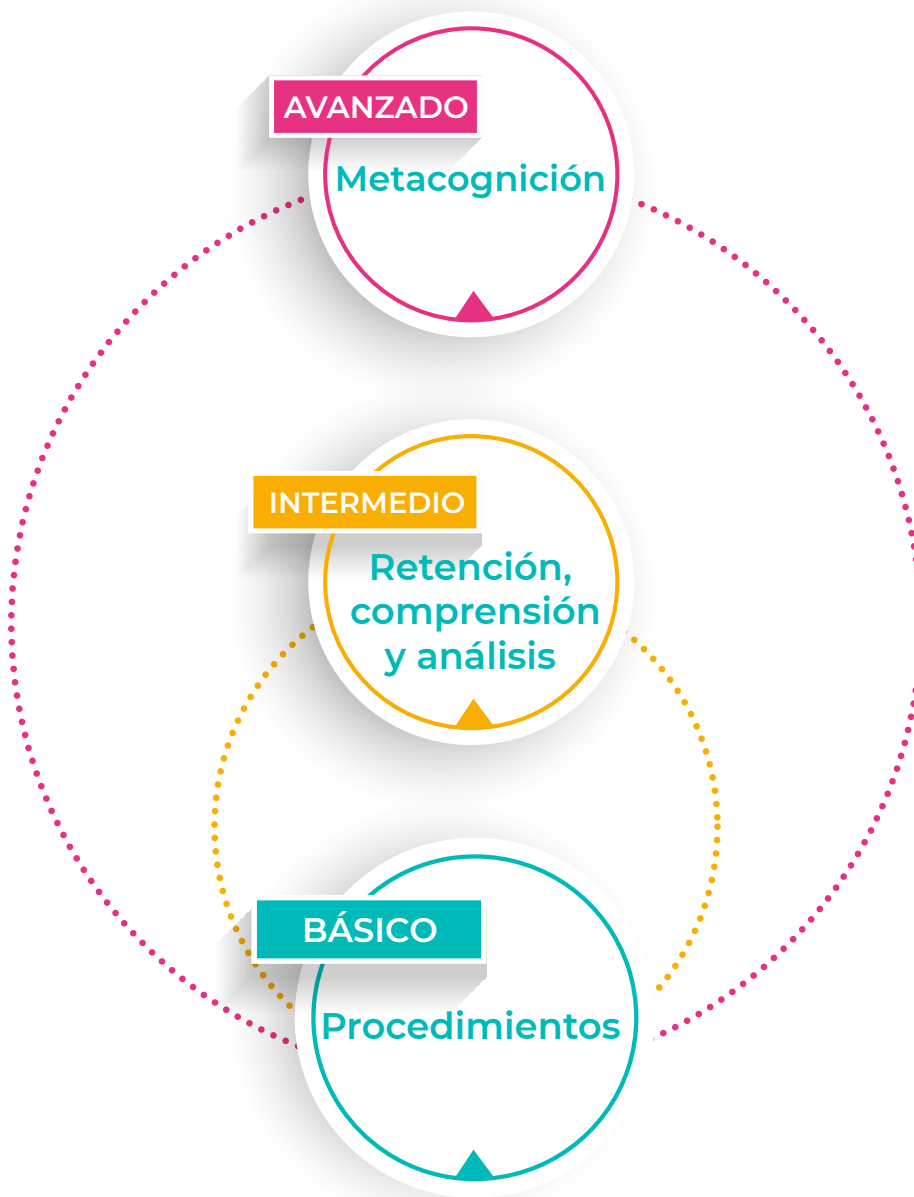 AVANZADO
Metacognición
INTERMEDIO
Retención,
comprensión
y análisis
BÁSICO
Procedimientos